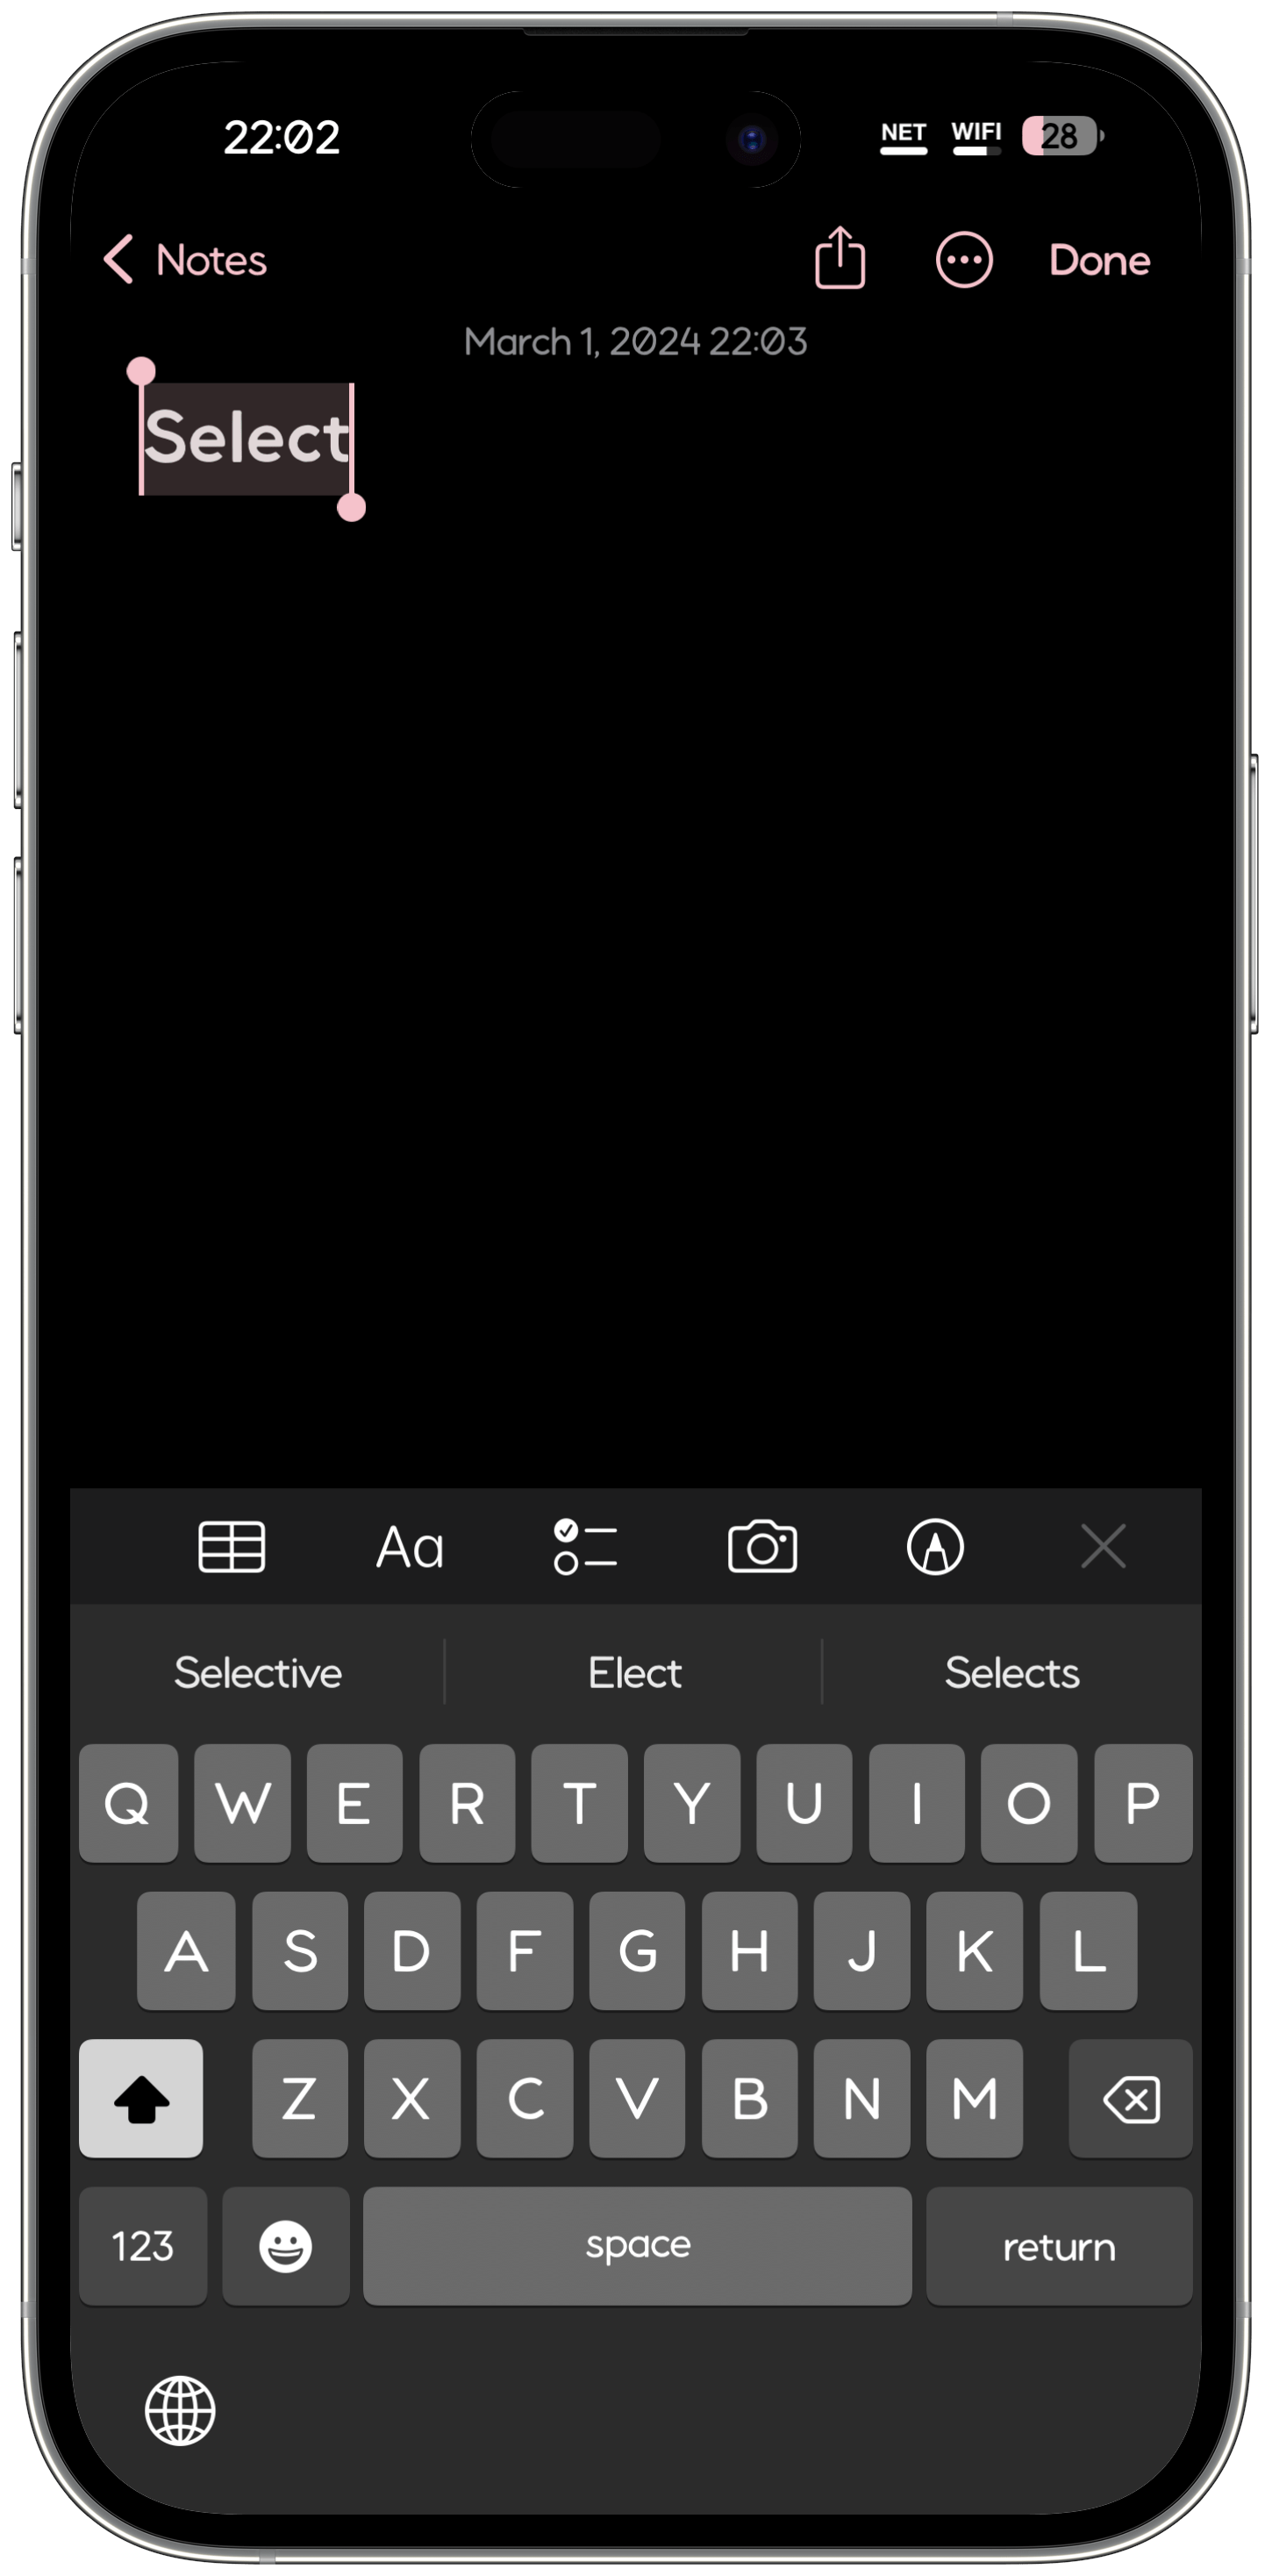 22:02 NET WIFI 28
Notes Done
March 1, 2024 22:03
Select
Aa
Selective Elect Selects
Q W E R T Y U I O P
A S D F G H J K L
Z X C V B N M
123 space return